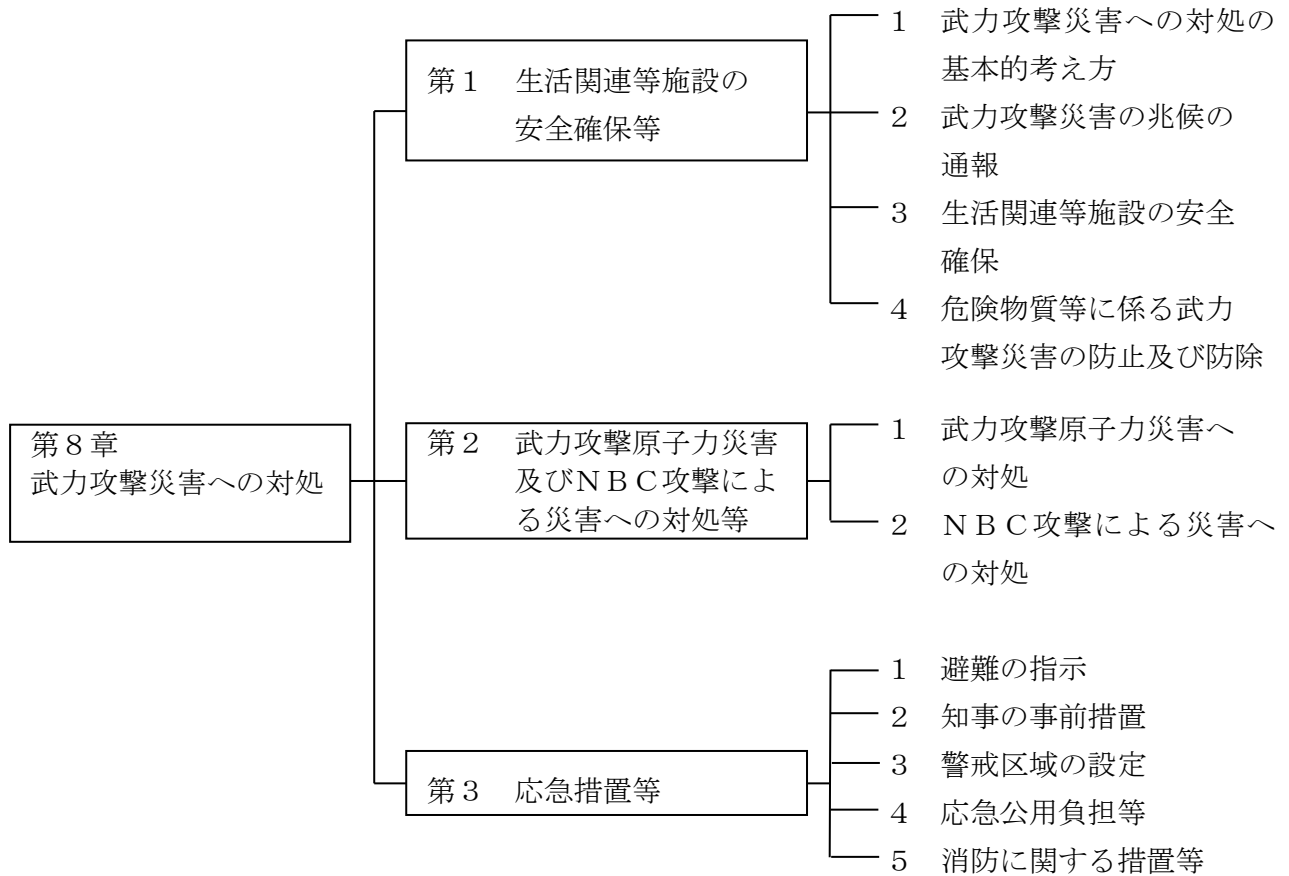 第８章
武力攻撃災害への対処
第１　生活関連等施設の
安全確保等
１　武力攻撃災害への対処の
基本的考え方
２　武力攻撃災害の兆候の
通報
３　生活関連等施設の安全
確保
４　危険物質等に係る武力
攻撃災害の防止及び防除
第２　武力攻撃原子力災害
及びＮＢＣ攻撃によ
る災害への対処等
１　武力攻撃原子力災害へ
の対処
２　ＮＢＣ攻撃による災害へ
の対処
第３　応急措置等
１　避難の指示
２　知事の事前措置
３　警戒区域の設定
４　応急公用負担等
５　消防に関する措置等